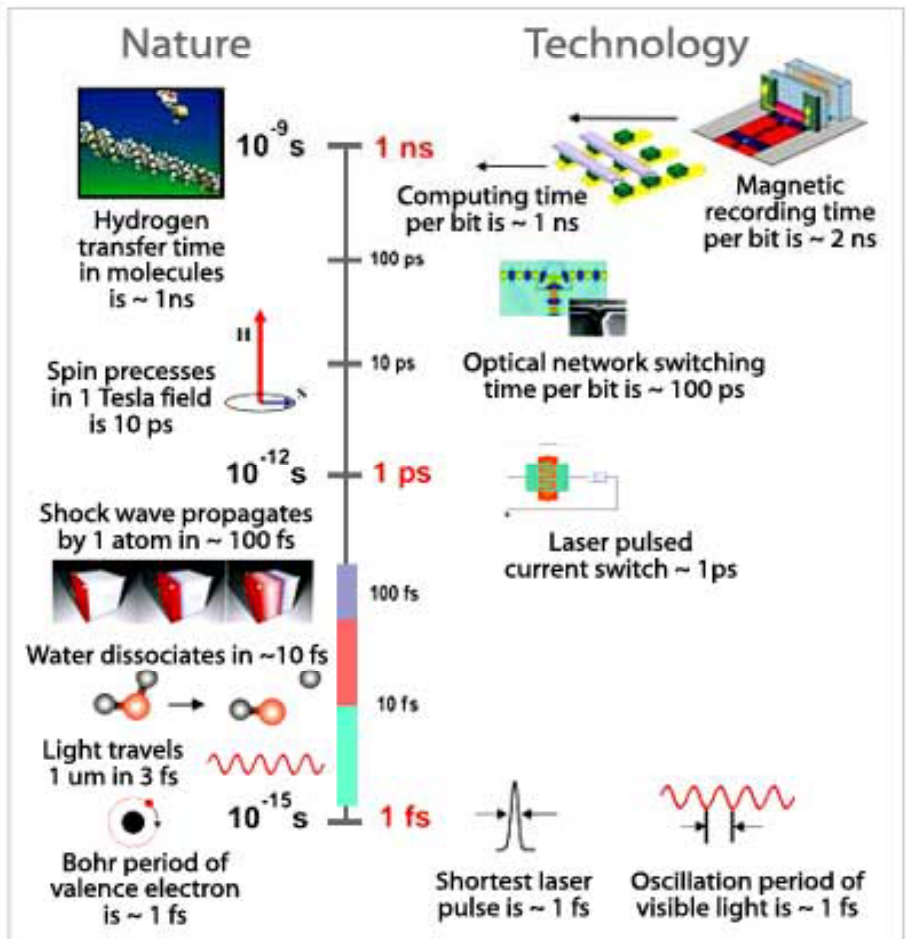 Nature
Technology
10⁻⁹s
1 ns
Hydrogen
transfer time
in molecules
is ~ 1ns
Computing time
per bit is ~ 1 ns
Magnetic
recording time
per bit is ~ 2 ns
100 ps
H
S
Spin precesses
in 1 Tesla field
is 10 ps
10 ps
Optical network switching
time per bit is ~ 100 ps
10⁻¹²s
1 ps
Shock wave propagates
by 1 atom in ~ 100 fs
Laser pulsed
current switch ~ 1ps
100 fs
Water dissociates in ~10 fs
10 fs
Light travels
1 um in 3 fs
10⁻¹⁵s
1 fs
Bohr period of
valence electron
is ~ 1 fs
Shortest laser
pulse is ~ 1 fs
Oscillation period of
visible light is ~ 1 fs